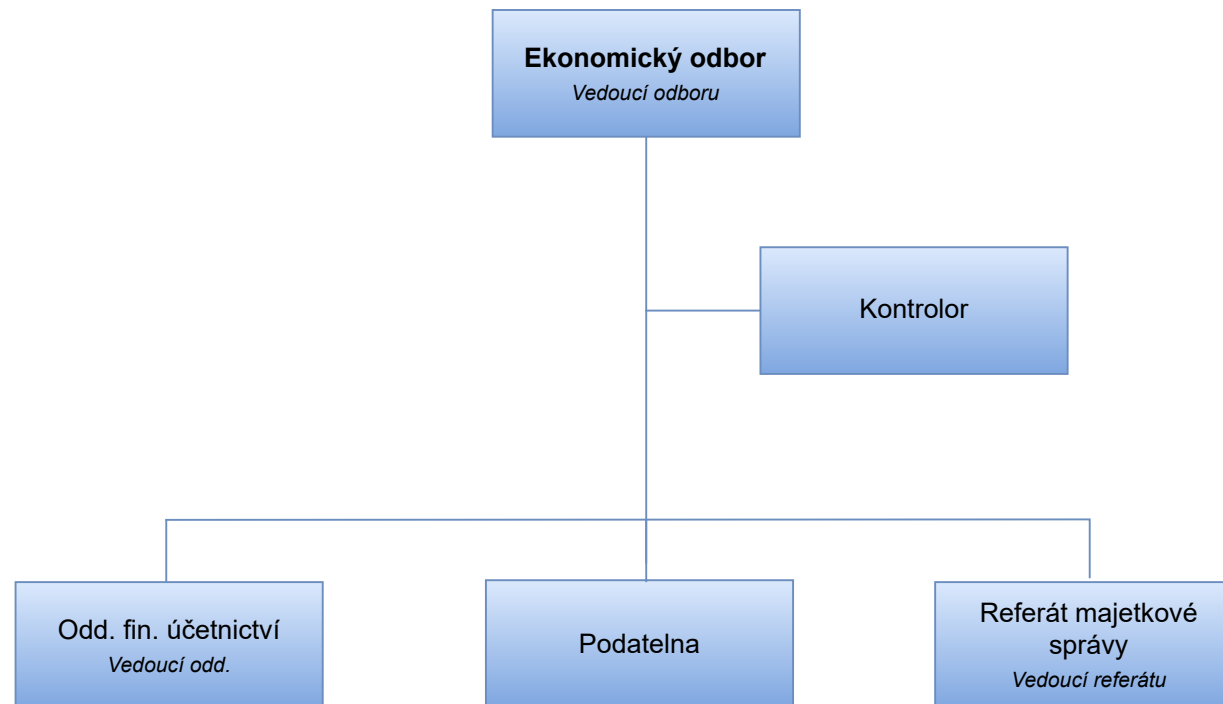 Ekonomický odbor
Vedoucí odboru
Kontrolor
Odd. fin. účetnictví
Vedoucí odd.
Podatelna
Referát majetkové
správy
Vedoucí referátu